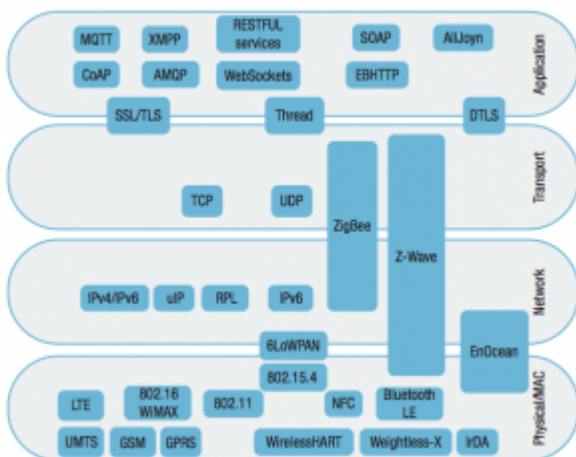 MQTT XMPP RESTFUL services SOAP AllJoyn
CoAP AMQP WebSockets EBHTTP
Application
SSL/TLS Thread DTLS
Transport
TCP UDP ZigBee Z-Wave
Network
IPv4/IPv6 uIP RPL IPv6
6LoWPAN EnOcean
802.15.4
Physical/MAC
LTE 802.16 WiMAX 802.11 NFC Bluetooth LE
UMTS GSM GPRS WirelessHART Weightless-X IrDA